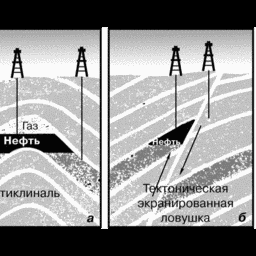 Газ
Нефть
тиклиналь
а
Нефть
Тектоническая
экранированная
ловушка
б